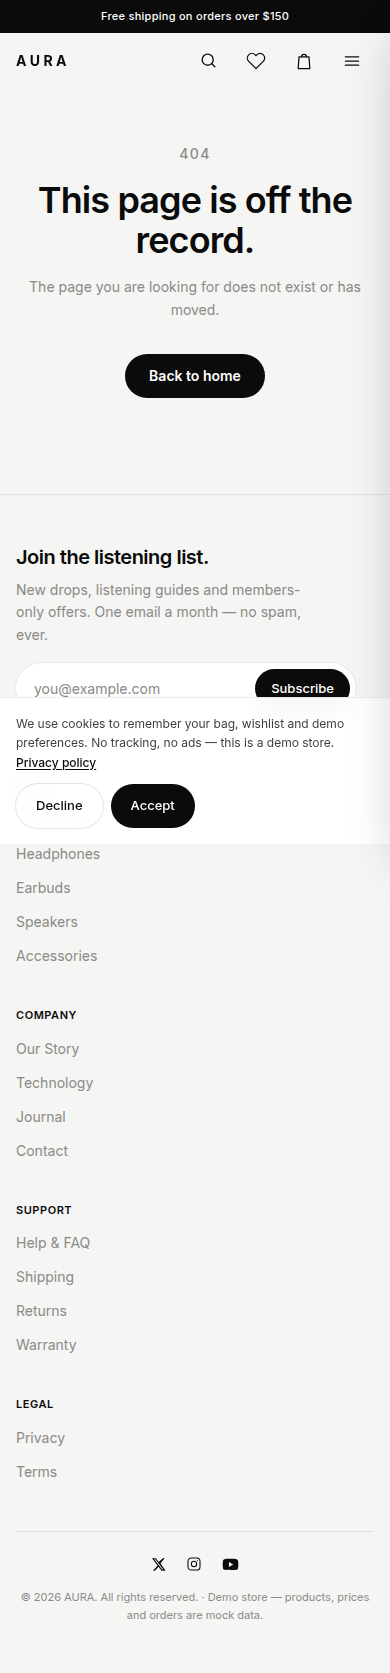 Free shipping on orders over $150
AURA
404
This page is off the
record.
The page you are looking for does not exist or has
moved.
Back to home
Join the listening list.
New drops, listening guides and members-
only offers. One email a month — no spam,
ever.
you@example.com
Subscribe
We use cookies to remember your bag, wishlist and demo
preferences. No tracking, no ads — this is a demo store.
Privacy policy
Decline
Accept
Headphones
Earbuds
Speakers
Accessories
COMPANY
Our Story
Technology
Journal
Contact
SUPPORT
Help & FAQ
Shipping
Returns
Warranty
LEGAL
Privacy
Terms
© 2026 AURA. All rights reserved. · Demo store — products, prices
and orders are mock data.